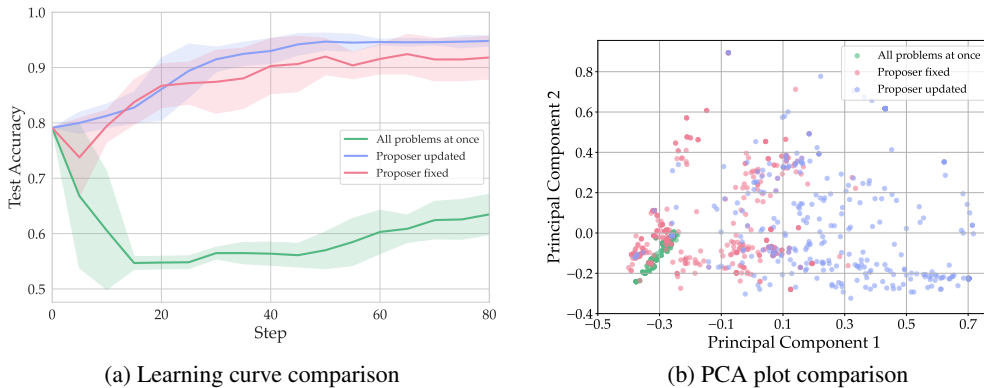 1.0
0.9
0.8
0.7
0.6
0.5
Test Accuracy
All problems at once
Proposer updated
Proposer fixed
0 20 40 60 80
Step
(a) Learning curve comparison
0.8
0.6
0.4
0.2
0.0
−0.2
−0.4
Principal Component 2
All problems at once
Proposer fixed
Proposer updated
−0.5 −0.3 −0.1 0.1 0.3 0.5 0.7
Principal Component 1
(b) PCA plot comparison